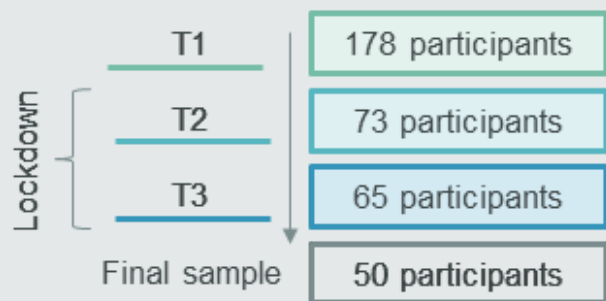 T1
178 participants
Lockdown
T2
73 participants
T3
65 participants
Final sample
50 participants